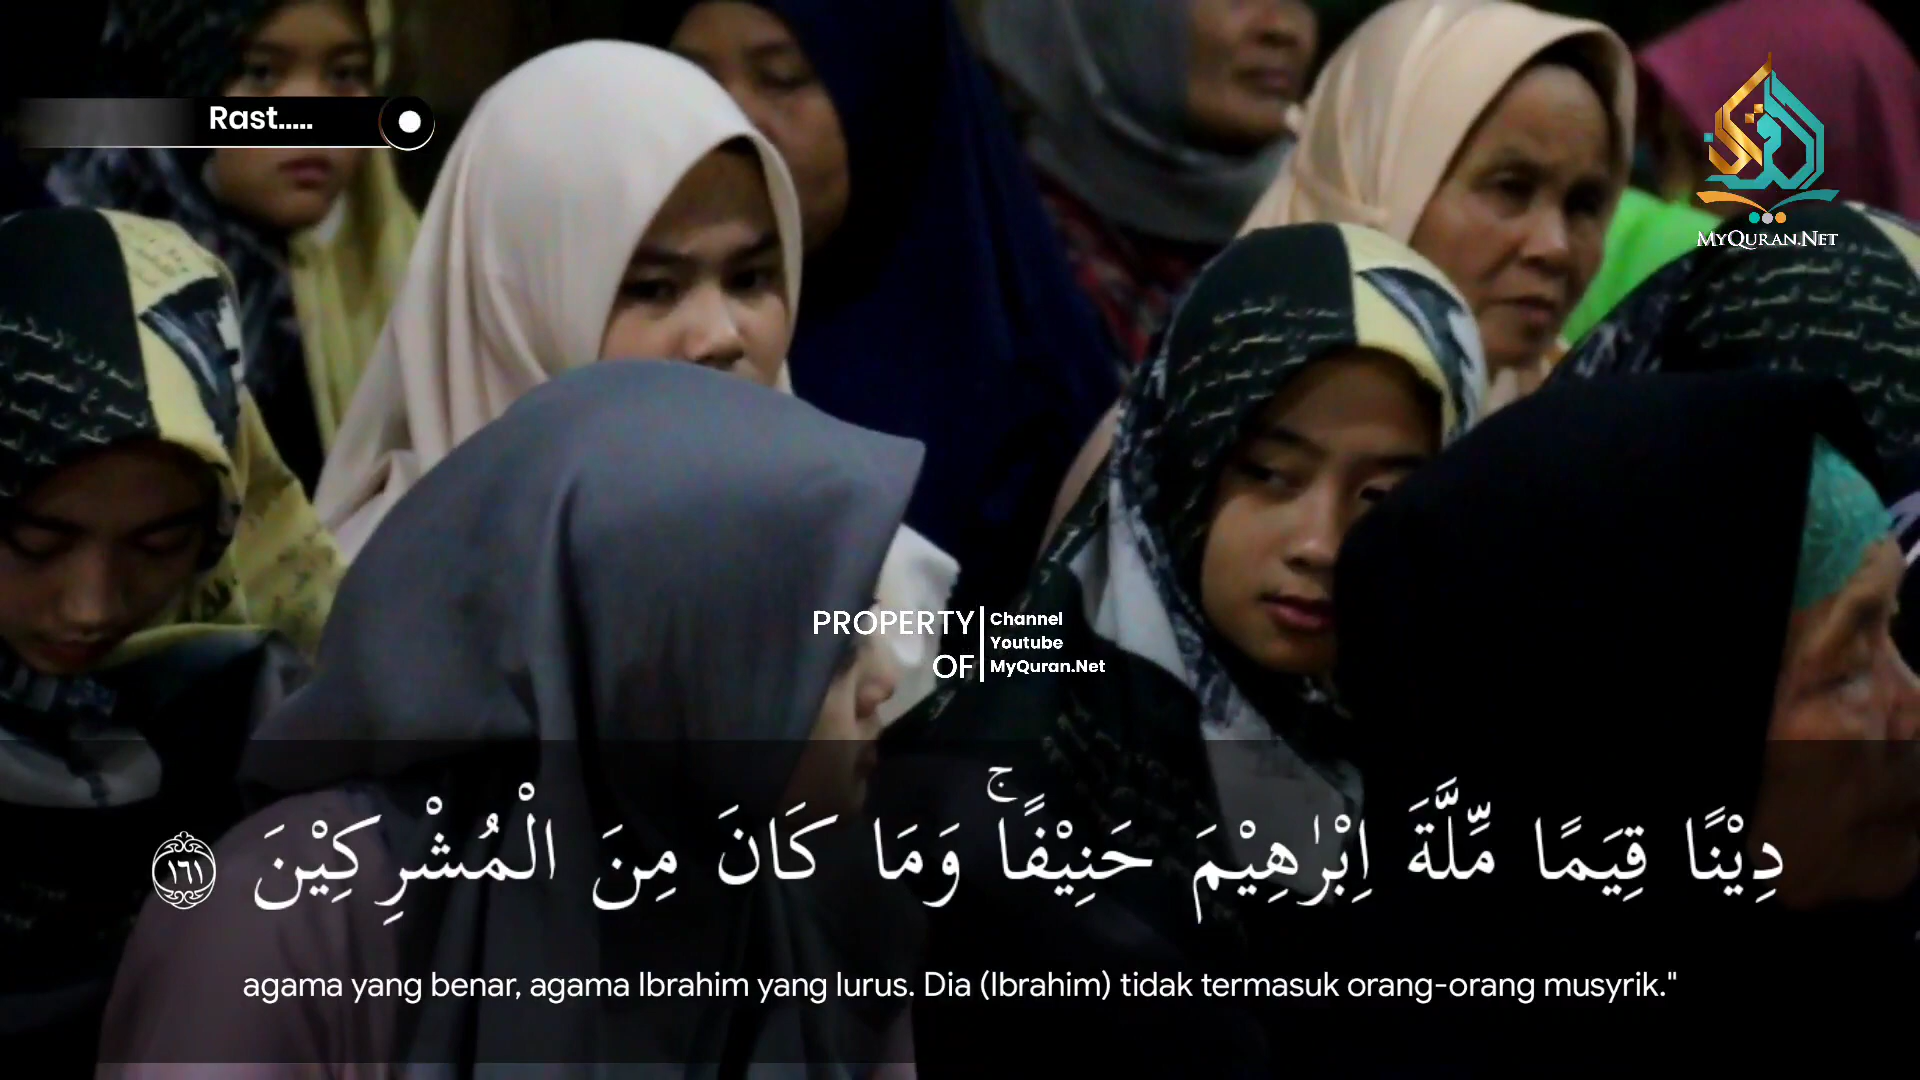 Rast.....
MyQuran.Net
PROPERTY OF
Channel
Youtube
MyQuran.Net
دِيْنًا قِيَمًا مِّلَّةَ اِبْرٰهِيْمَ حَنِيْفًاۚ وَمَا كَانَ مِنَ الْمُشْرِكِيْنَ ١٦١
agama yang benar, agama Ibrahim yang lurus. Dia (Ibrahim) tidak termasuk orang-orang musyrik."